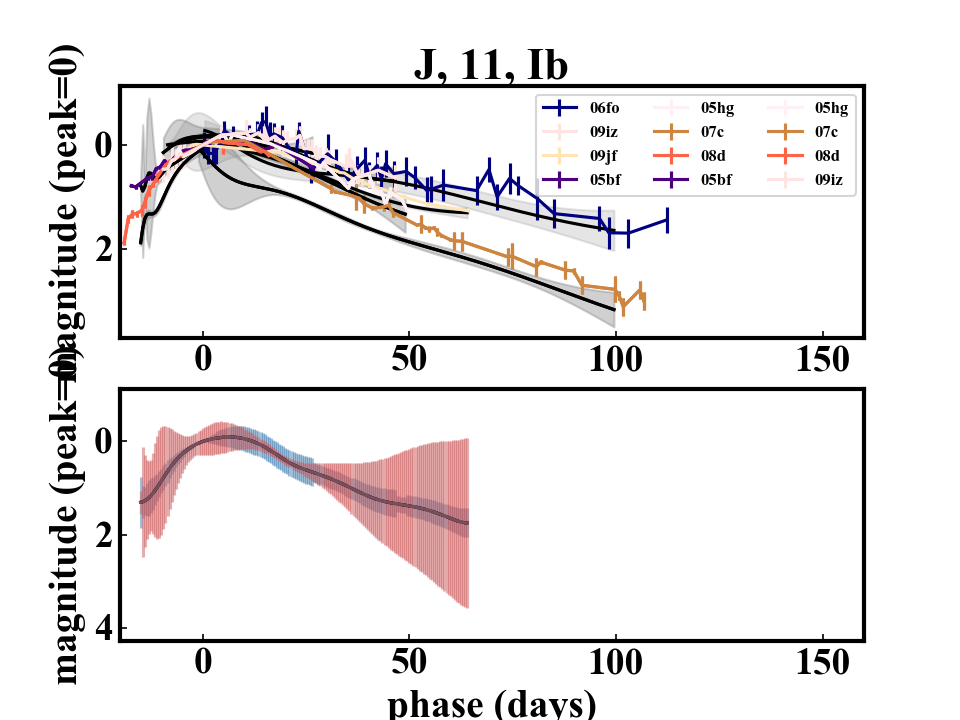 J, 11, Ib
magnitude (peak=0)
0
2
06fo 05hg 05hg
09iz 07c 07c
09jf 08d 08d
05bf 05bf 09iz
0 50 100 150
magnitude (peak=0)
0
2
4
0 50 100 150
phase (days)